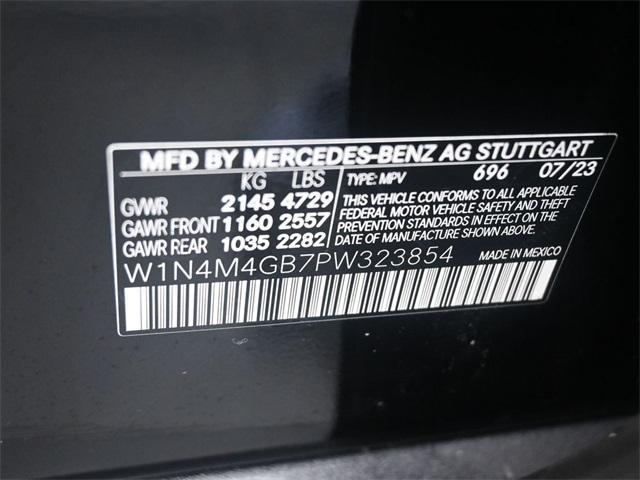 MFD BY MERCEDES-BENZ AG STUTTGART
KG LBS TYPE: MPV 696 07/23
GVWR 2145 4729
GAWR FRONT 1160 2557
GAWR REAR 1035 2282
THIS VEHICLE CONFORMS TO ALL APPLICABLE
FEDERAL MOTOR VEHICLE SAFETY AND THEFT
PREVENTION STANDARDS IN EFFECT ON THE
DATE OF MANUFACTURE SHOWN ABOVE.
W1N4M4GB7PW323854 MADE IN MEXICO